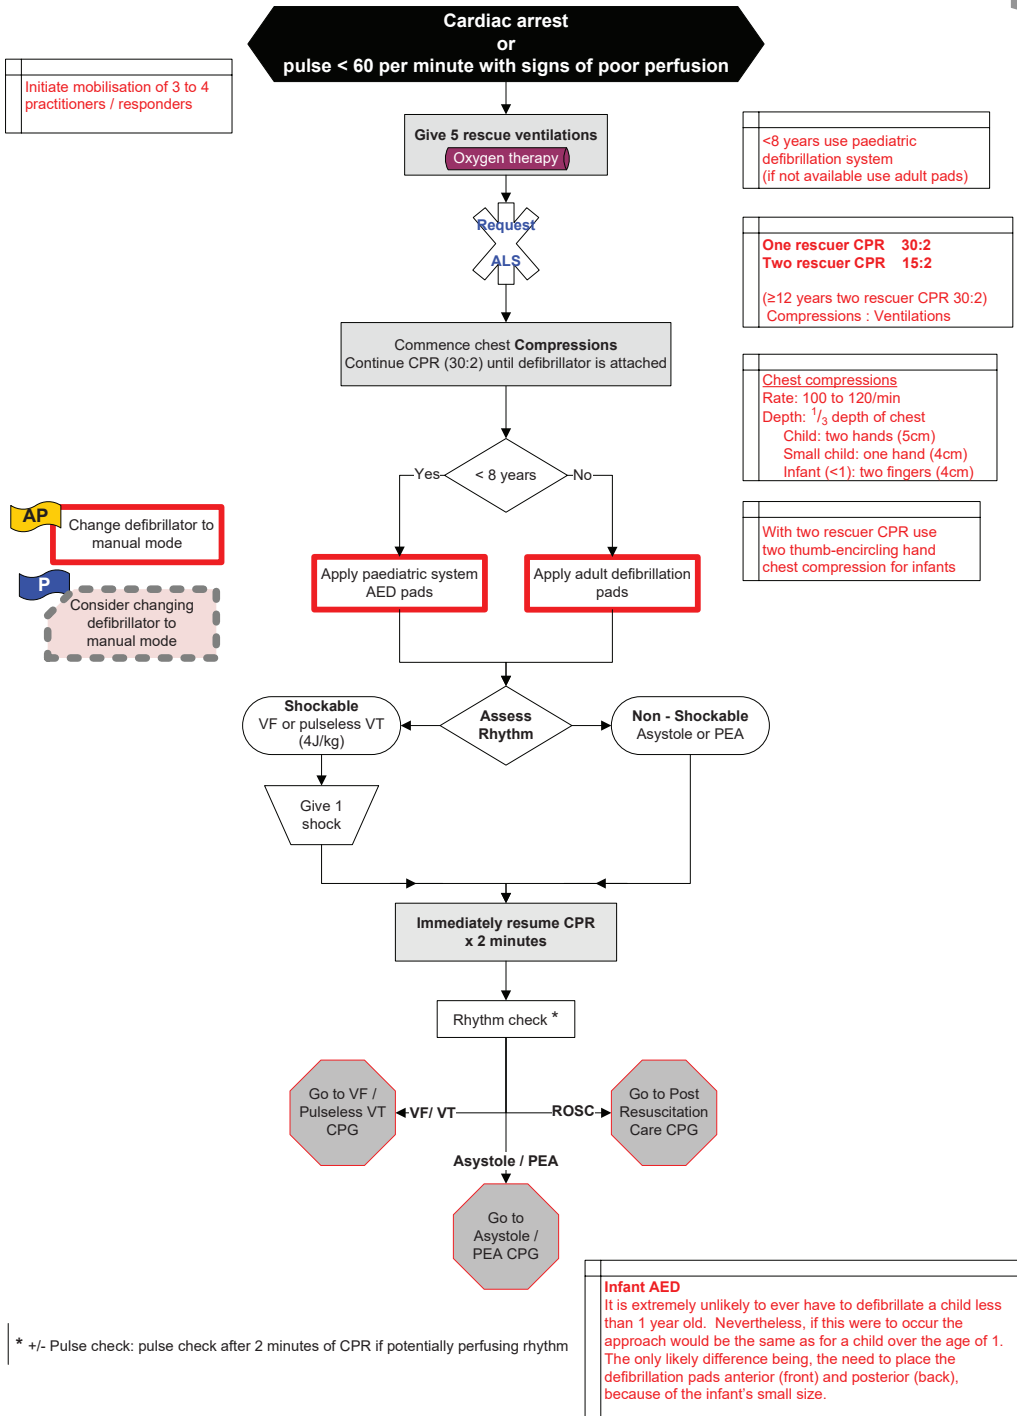 Cardiac arrest
or
pulse < 60 per minute with signs of poor perfusion
Initiate mobilisation of 3 to 4
practitioners / responders
Give 5 rescue ventilations
Oxygen therapy
<8 years use paediatric
defibrillation system
(if not available use adult pads)
Request
ALS
One rescuer CPR 30:2
Two rescuer CPR 15:2
(≥12 years two rescuer CPR 30:2)
Compressions : Ventilations
Commence chest Compressions
Continue CPR (30:2) until defibrillator is attached
Chest compressions
Rate: 100 to 120/min
Depth: 1/3 depth of chest
Child: two hands (5cm)
Small child: one hand (4cm)
Infant (<1): two fingers (4cm)
Yes
< 8 years
No
AP
Change defibrillator to
manual mode
With two rescuer CPR use
two thumb-encircling hand
chest compression for infants
P
Consider changing
defibrillator to
manual mode
Apply paediatric system
AED pads
Apply adult defibrillation
pads
Shockable
VF or pulseless VT
(4J/kg)
Assess
Rhythm
Non - Shockable
Asystole or PEA
Give 1
shock
Immediately resume CPR
x 2 minutes
Rhythm check *
Go to VF /
Pulseless VT
CPG
VF/ VT
ROSC
Go to Post
Resuscitation
Care CPG
Asystole / PEA
Go to
Asystole /
PEA CPG
Infant AED
It is extremely unlikely to ever have to defibrillate a child less
than 1 year old. Nevertheless, if this were to occur the
approach would be the same as for a child over the age of 1.
The only likely difference being, the need to place the
defibrillation pads anterior (front) and posterior (back),
because of the infant's small size.
* +/- Pulse check: pulse check after 2 minutes of CPR if potentially perfusing rhythm